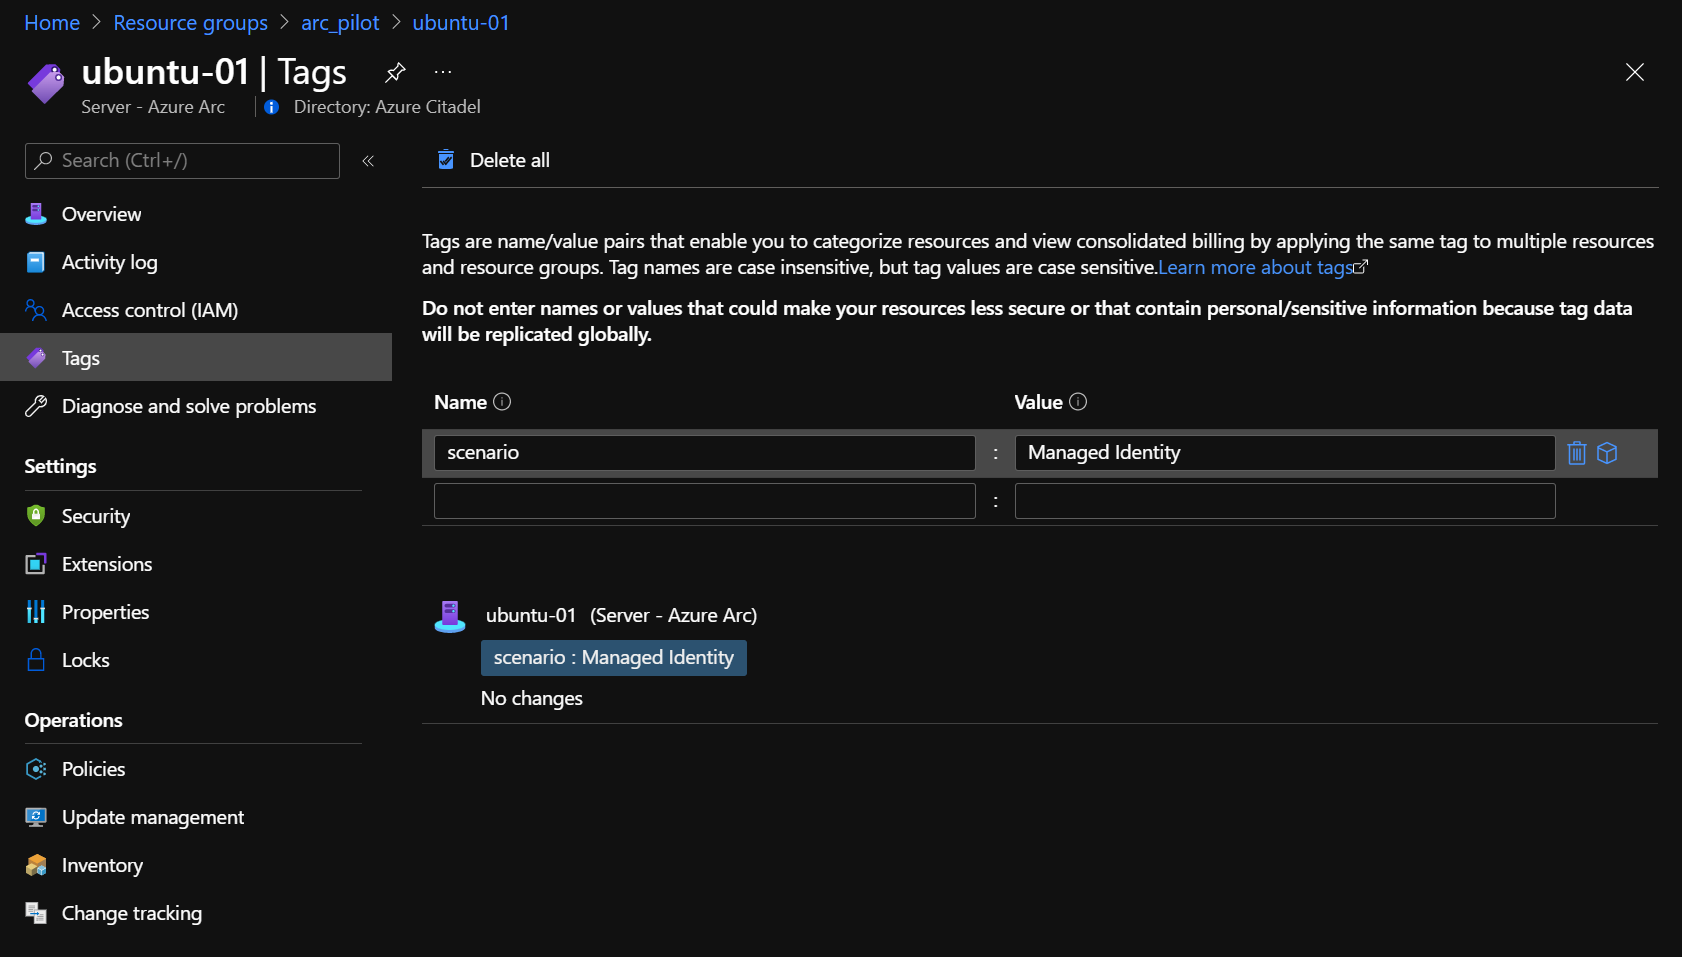 Home > Resource groups > arc_pilot > ubuntu-01
ubuntu-01 | Tags
Server - Azure Arc
Directory: Azure Citadel
Search (Ctrl+/)
Overview
Activity log
Access control (IAM)
Tags
Diagnose and solve problems
Settings
Security
Extensions
Properties
Locks
Operations
Policies
Update management
Inventory
Change tracking
Delete all
Tags are name/value pairs that enable you to categorize resources and view consolidated billing by applying the same tag to multiple resources
and resource groups. Tag names are case insensitive, but tag values are case sensitive.Learn more about tags
Do not enter names or values that could make your resources less secure or that contain personal/sensitive information because tag data
will be replicated globally.
Name Value
scenario : Managed Identity
:
ubuntu-01 (Server - Azure Arc)
scenario : Managed Identity
No changes